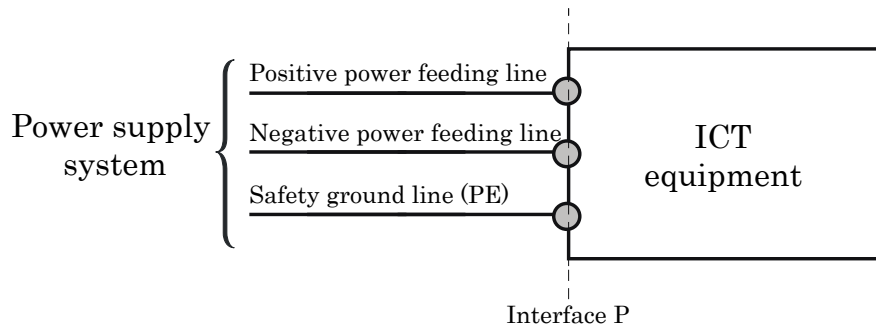 Power supply
system
Positive power feeding line
Negative power feeding line
Safety ground line (PE)
ICT
equipment
Interface P